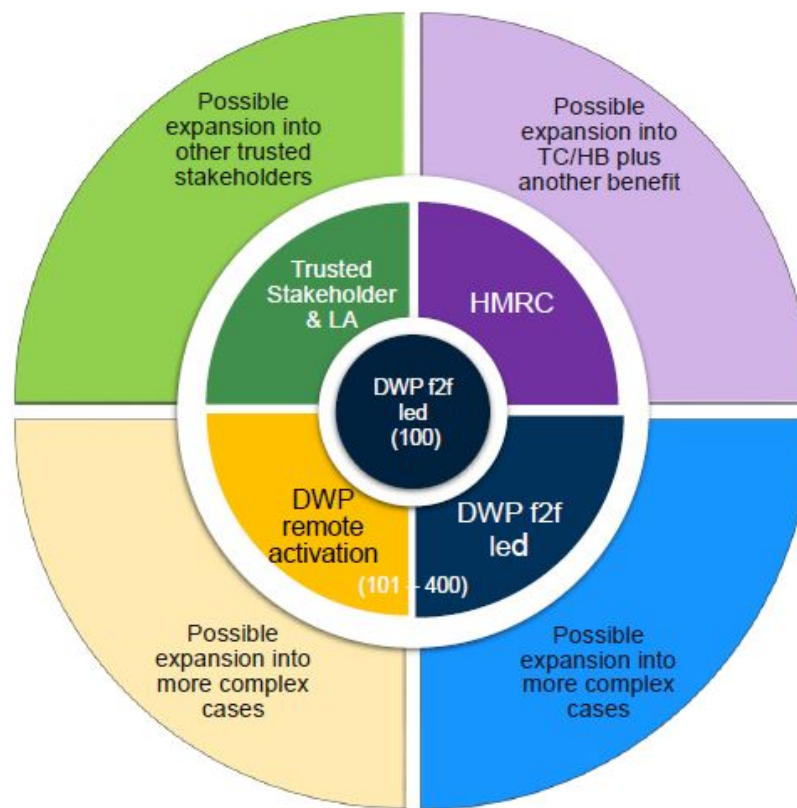 Possible
expansion into
other trusted
stakeholders
Possible
expansion into
TC/HB plus
another benefit
Trusted
Stakeholder
& LA
HMRC
DWP f2f
led
(100)
DWP
remote
activation
DWP f2f
led
(101 – 400)
Possible
expansion into
more complex
cases
Possible
expansion into
more complex
cases